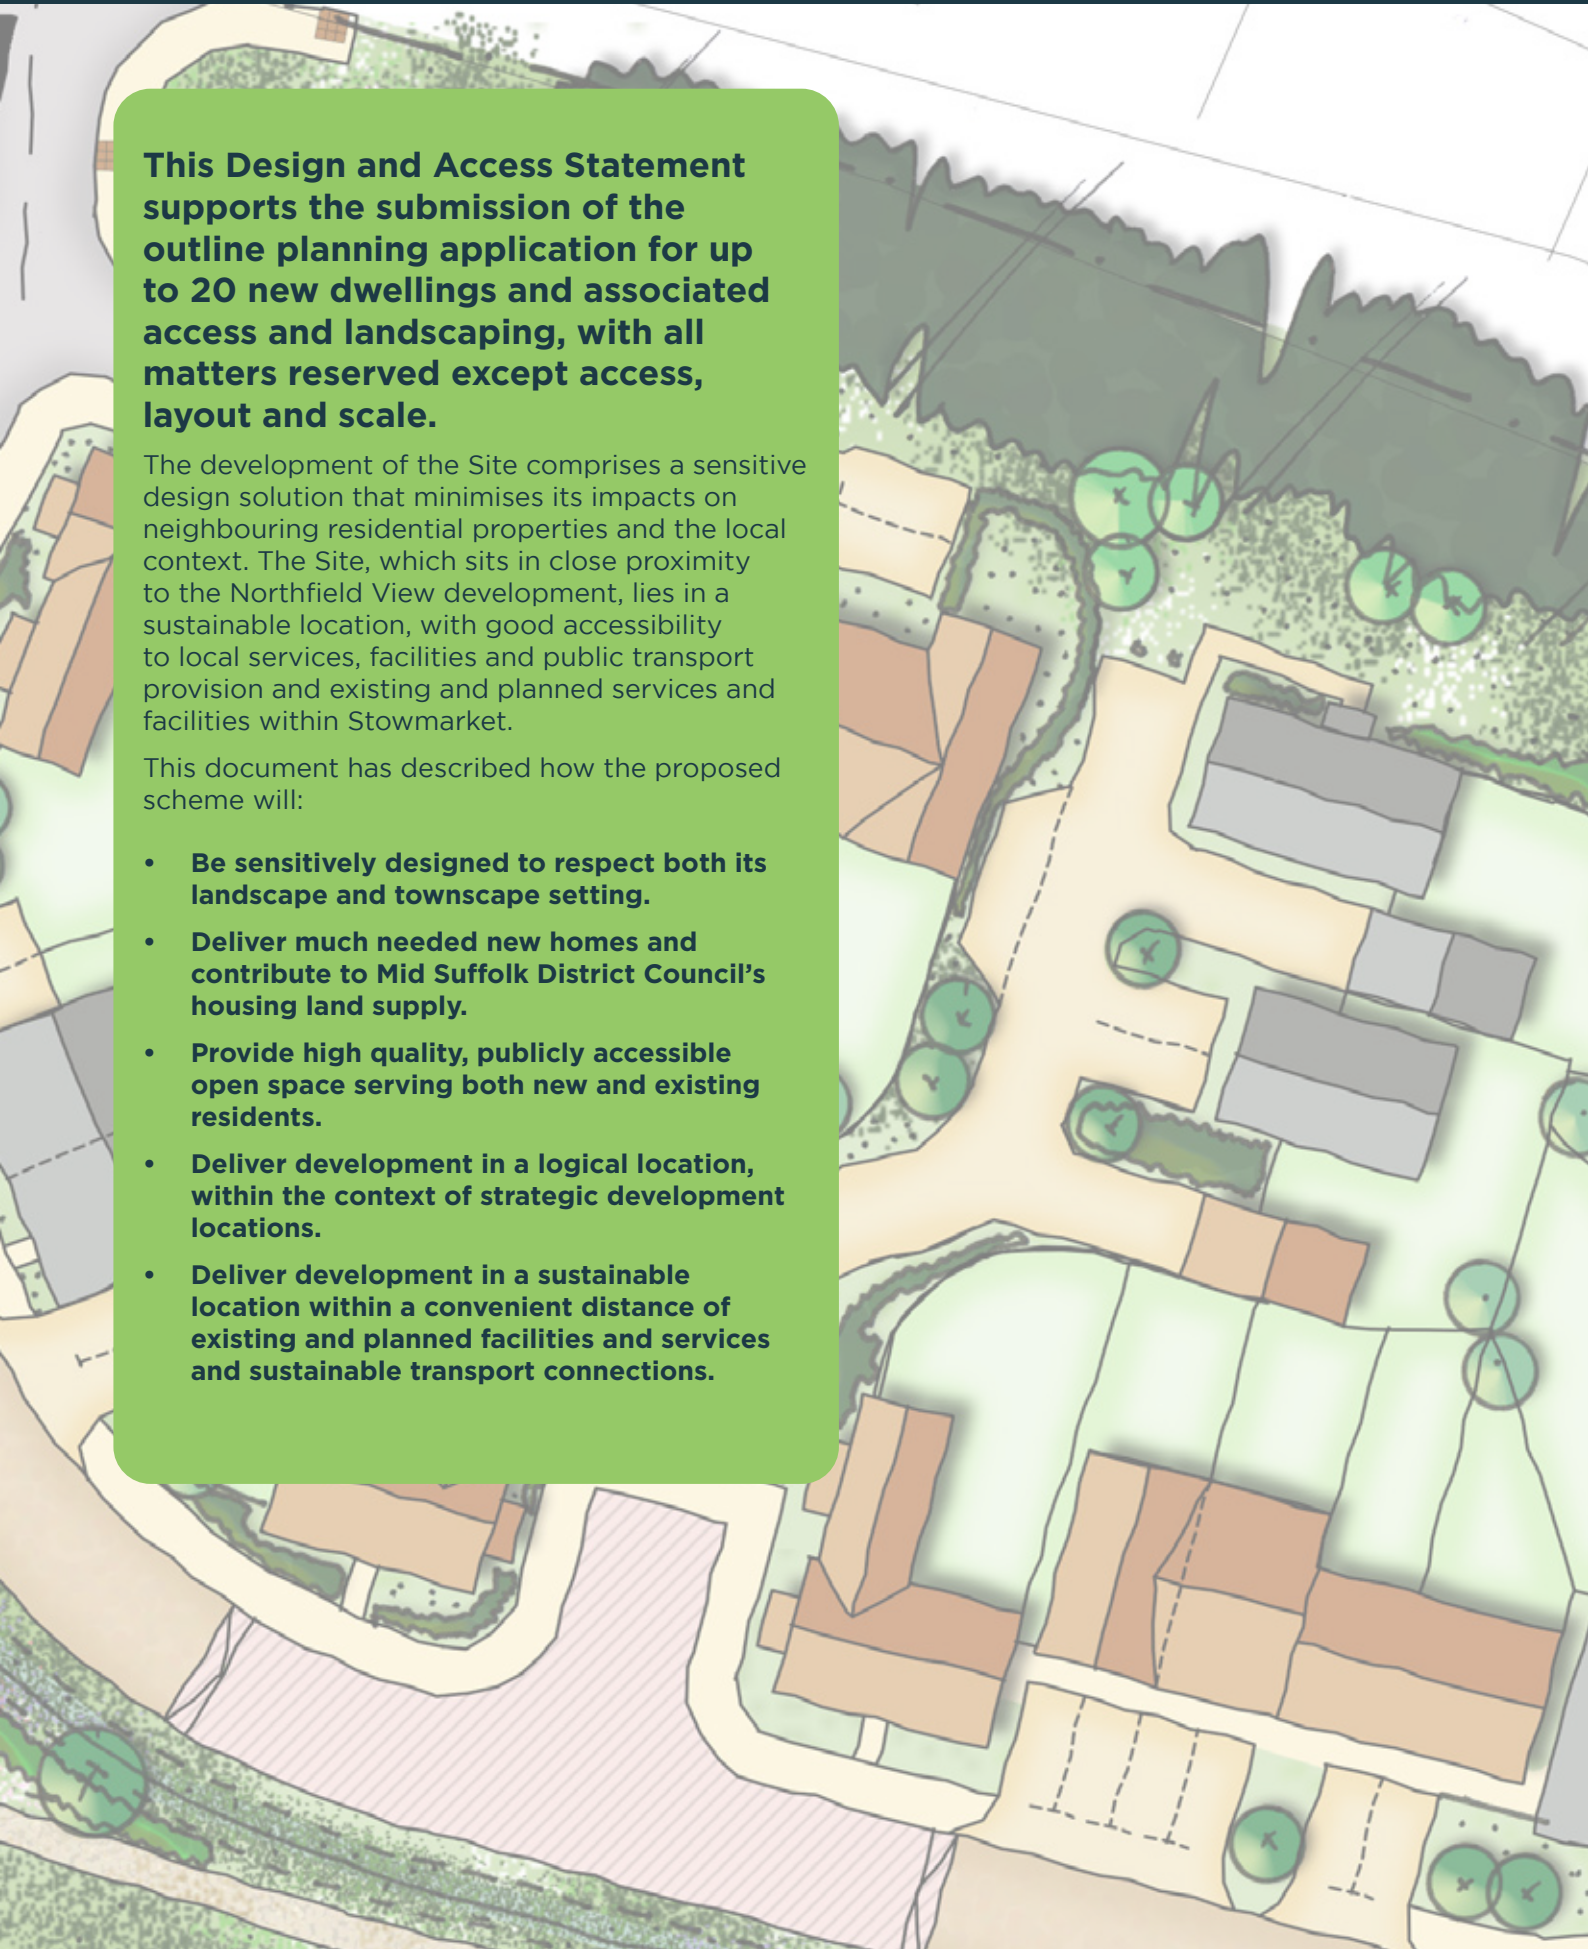 This Design and Access Statement
supports the submission of the
outline planning application for up
to 20 new dwellings and associated
access and landscaping, with all
matters reserved except access,
layout and scale.
The development of the Site comprises a sensitive
design solution that minimises its impacts on
neighbouring residential properties and the local
context. The Site, which sits in close proximity
to the Northfield View development, lies in a
sustainable location, with good accessibility
to local services, facilities and public transport
provision and existing and planned services and
facilities within Stowmarket.
This document has described how the proposed
scheme will:
• Be sensitively designed to respect both its
landscape and townscape setting.
• Deliver much needed new homes and
contribute to Mid Suffolk District Council’s
housing land supply.
• Provide high quality, publicly accessible
open space serving both new and existing
residents.
• Deliver development in a logical location,
within the context of strategic development
locations.
• Deliver development in a sustainable
location within a convenient distance of
existing and planned facilities and services
and sustainable transport connections.